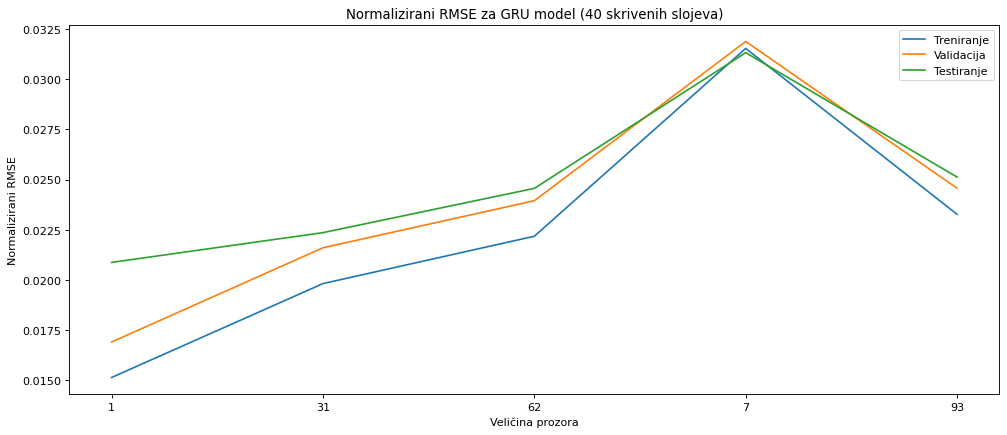 Normalizirani RMSE za GRU model (40 skrivenih slojeva)
0.0325
0.0300
0.0275
0.0250
0.0225
0.0200
0.0175
0.0150
Normalizirani RMSE
Treniranje
Validacija
Testiranje
1 31 62 7 93
Veličina prozora